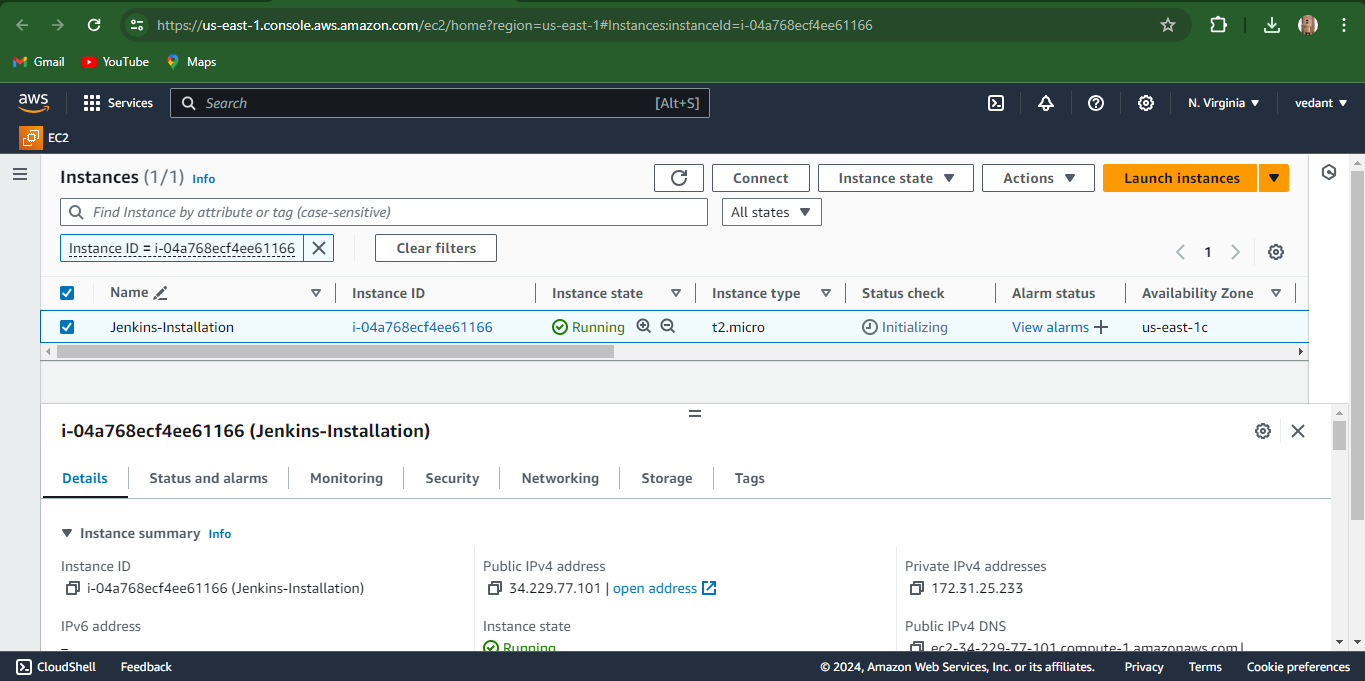 https://us-east-1.console.aws.amazon.com/ec2/home?region=us-east-1#Instances:instanceId=i-04a768ecf4ee61166
Gmail YouTube Maps
aws Services Search [Alt+S] N. Virginia vedant
EC2
Instances (1/1) Info Connect Instance state Actions Launch instances
Find Instance by attribute or tag (case-sensitive) All states
Instance ID = i-04a768ecf4ee61166 Clear filters 1
Name Instance ID Instance state Instance type Status check Alarm status Availability Zone
Jenkins-Installation i-04a768ecf4ee61166 Running t2.micro Initializing View alarms us-east-1c
i-04a768ecf4ee61166 (Jenkins-Installation)
Details Status and alarms Monitoring Security Networking Storage Tags
Instance summary Info
Instance ID Public IPv4 address Private IPv4 addresses
i-04a768ecf4ee61166 (Jenkins-Installation) 34.229.77.101 | open address 172.31.25.233
IPv6 address Instance state Public IPv4 DNS
– Running ec2-34-229-77-101.compute-1.amazonaws.com |
CloudShell Feedback © 2024, Amazon Web Services, Inc. or its affiliates. Privacy Terms Cookie preferences